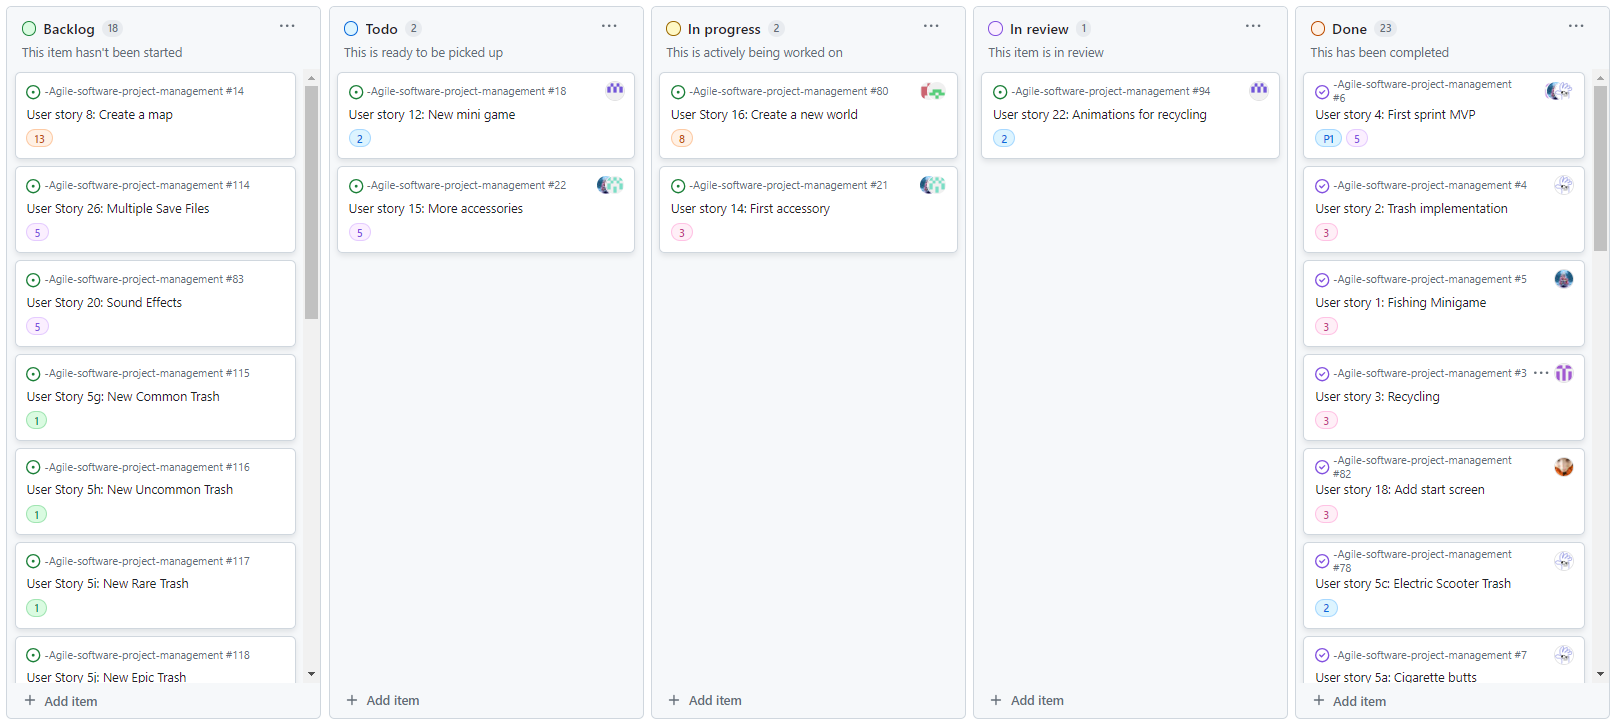 Backlog 18
This item hasn't been started
-Agile-software-project-management #14
User story 8: Create a map
13
-Agile-software-project-management #114
User Story 26: Multiple Save Files
5
-Agile-software-project-management #83
User Story 20: Sound Effects
5
-Agile-software-project-management #115
User Story 5g: New Common Trash
1
-Agile-software-project-management #116
User Story 5h: New Uncommon Trash
1
-Agile-software-project-management #117
User Story 5i: New Rare Trash
1
-Agile-software-project-management #118
User Story 5j: New Epic Trash
+ Add item
Todo 2
This is ready to be picked up
-Agile-software-project-management #18
User story 12: New mini game
2
-Agile-software-project-management #22
User story 15: More accessories
5
+ Add item
In progress 2
This is actively being worked on
-Agile-software-project-management #80
User Story 16: Create a new world
8
-Agile-software-project-management #21
User story 14: First accessory
3
+ Add item
In review 1
This item is in review
-Agile-software-project-management #94
User story 22: Animations for recycling
2
+ Add item
Done 23
This has been completed
-Agile-software-project-management
#6
User story 4: First sprint MVP
P1 5
-Agile-software-project-management #4
User story 2: Trash implementation
3
-Agile-software-project-management #5
User story 1: Fishing Minigame
3
-Agile-software-project-management #3
User story 3: Recycling
3
-Agile-software-project-management
#82
User story 18: Add start screen
3
-Agile-software-project-management
#78
User story 5c: Electric Scooter Trash
2
-Agile-software-project-management #7
User story 5a: Cigarette butts
+ Add item